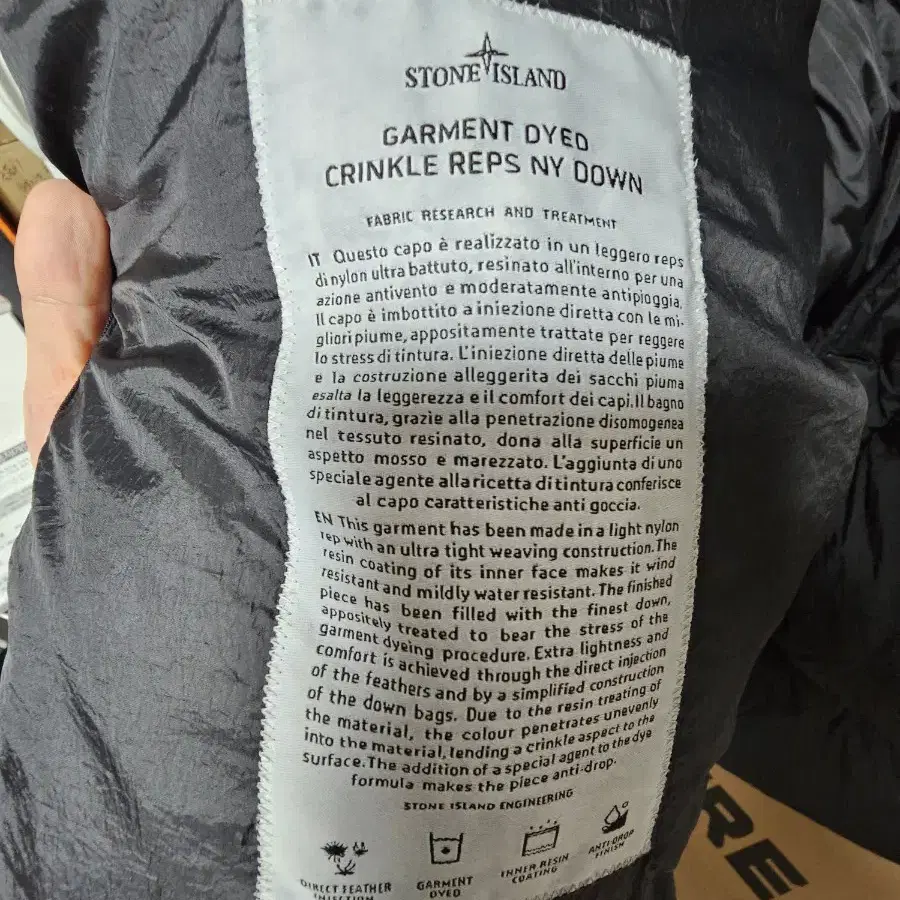 STONE ISLAND
GARMENT DYED
CRINKLE REPS NY DOWN
FABRIC RESEARCH AND TREATMENT
IT Questo capo è realizzato in un leggero reps
di nylon ultra battuto, resinato all'interno per una
azione antivento e moderatamente antipioggia.
Il capo è imbottito a iniezione diretta con le mi-
gliori piume, appositamente trattate per reggere
lo stress di tintura. L'iniezione diretta delle piume
e la costruzione alleggerita dei sacchi piuma
esalta la leggerezza e il comfort dei capi. Il bagno
di tintura, grazie alla penetrazione disomogenea
nel tessuto resinato, dona alla superficie un
aspetto mosso e marezzato. L'aggiunta di uno
speciale agente alla ricetta di tintura conferisce
al capo caratteristiche anti goccia.
EN This garment has been made in a light nylon
rep with an ultra tight weaving construction. The
resin coating of its inner face makes it wind
resistant and mildly water resistant. The finished
piece has been filled with the finest down,
appositely treated to bear the stress of the
garment dyeing procedure. Extra lightness and
comfort is achieved through the direct injection
of the feathers and by a simplified construction
of the down bags. Due to the resin treating of
the material, the colour penetrates unevenly
into the material, lending a crinkle aspect to the
surface. The addition of a special agent to the dye
formula makes the piece anti-drop.
STONE ISLAND ENGINEERING
DIRECT FEATHER
INJECTION
GARMENT
DYED
INNER RESIN
COATING
ANTI DROP
FINISH
RE